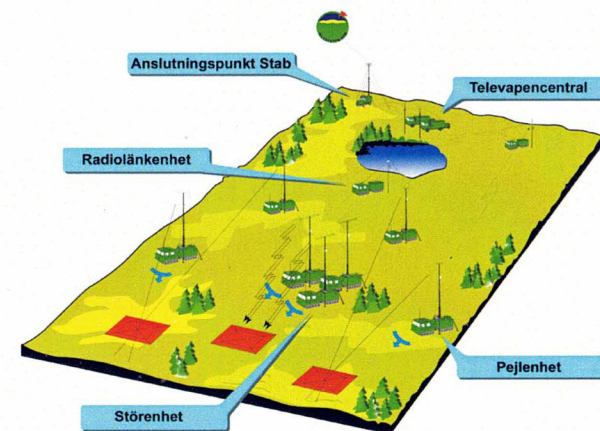 Anslutningspunkt Stab
Televapencentral
Radiolänkenhet
Pejlenhet
Störenhet